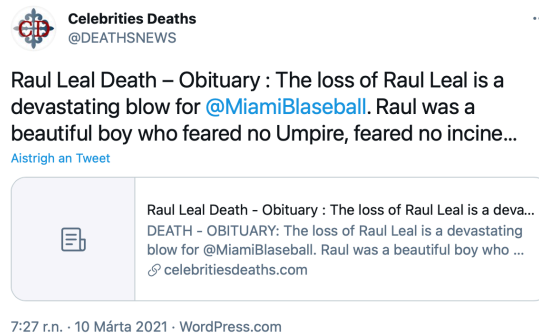 Celebrities Deaths
@DEATHSNEWS
Raul Leal Death – Obituary : The loss of Raul Leal is a
devastating blow for @MiamiBlaseball. Raul was a
beautiful boy who feared no Umpire, feared no incine...
Aistrigh an Tweet
Raul Leal Death - Obituary : The loss of Raul Leal is a deva...
DEATH - OBITUARY: The loss of Raul Leal is a devastating
blow for @MiamiBlaseball. Raul was a beautiful boy who ...
celebritiesdeaths.com
7:27 r.n. · 10 Márta 2021 · WordPress.com